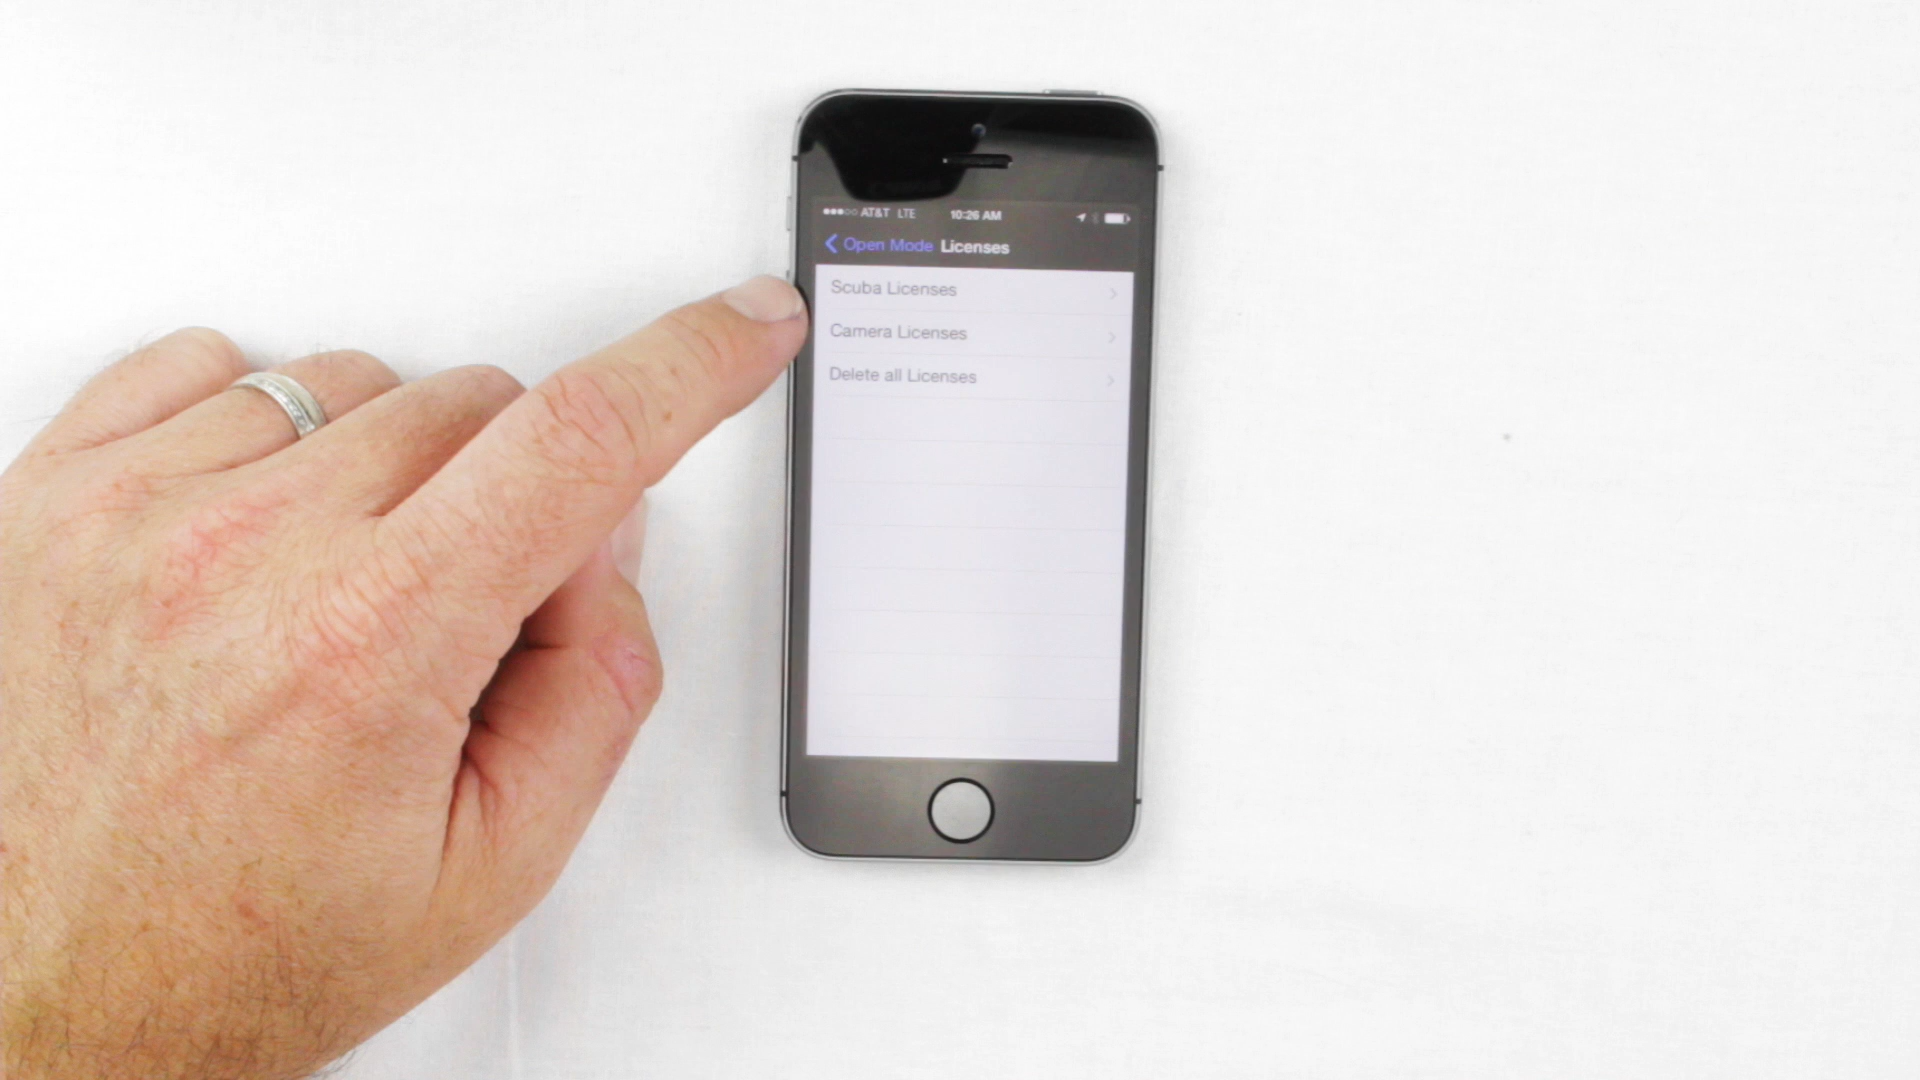 AT&T LTE 10:26 AM
Open Mode Licenses
Scuba Licenses
Camera Licenses
Delete all Licenses